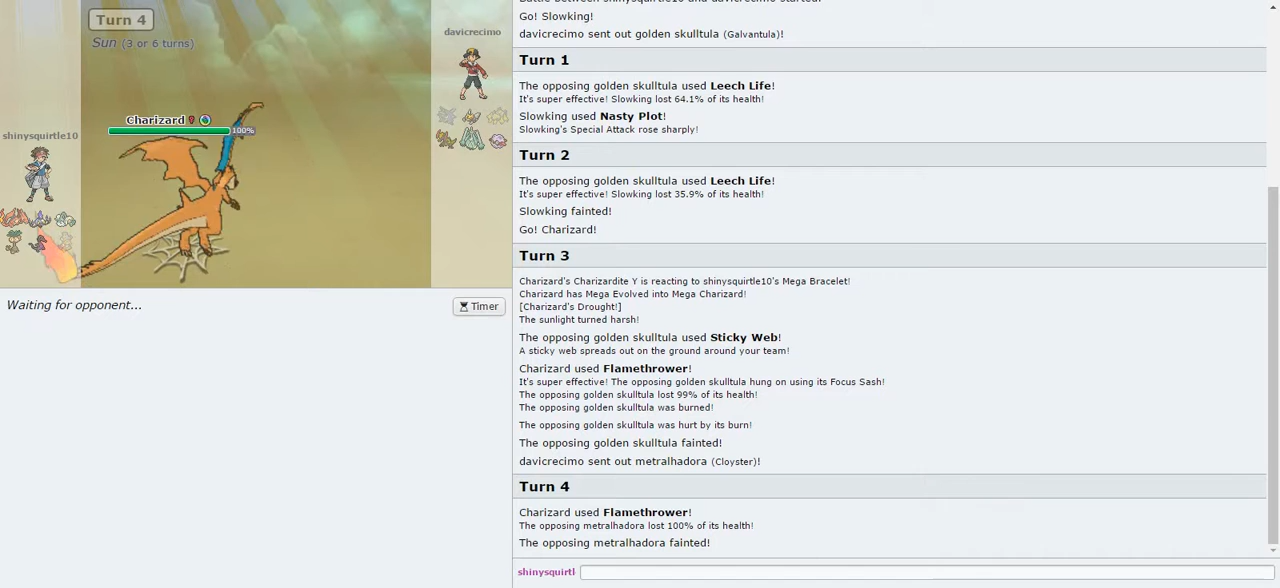 Turn 4
Sun (3 or 6 turns)
davicrecimo
Charizard
100%
shinysquirtle10
Waiting for opponent...
Timer
Go! Slowking!
davicrecimo sent out golden skulltula (Galvantula)!
Turn 1
The opposing golden skulltula used Leech Life!
It's super effective! Slowking lost 64.1% of its health!
Slowking used Nasty Plot!
Slowking's Special Attack rose sharply!
Turn 2
The opposing golden skulltula used Leech Life!
It's super effective! Slowking lost 35.9% of its health!
Slowking fainted!
Go! Charizard!
Turn 3
Charizard's Charizardite Y is reacting to shinysquirtle10's Mega Bracelet!
Charizard has Mega Evolved into Mega Charizard!
[Charizard's Drought!]
The sunlight turned harsh!
The opposing golden skulltula used Sticky Web!
A sticky web spreads out on the ground around your team!
Charizard used Flamethrower!
It's super effective! The opposing golden skulltula hung on using its Focus Sash!
The opposing golden skulltula lost 99% of its health!
The opposing golden skulltula was burned!
The opposing golden skulltula was hurt by its burn!
The opposing golden skulltula fainted!
davicrecimo sent out metralhadora (Cloyster)!
Turn 4
Charizard used Flamethrower!
The opposing metralhadora lost 100% of its health!
The opposing metralhadora fainted!
shinysquirtl